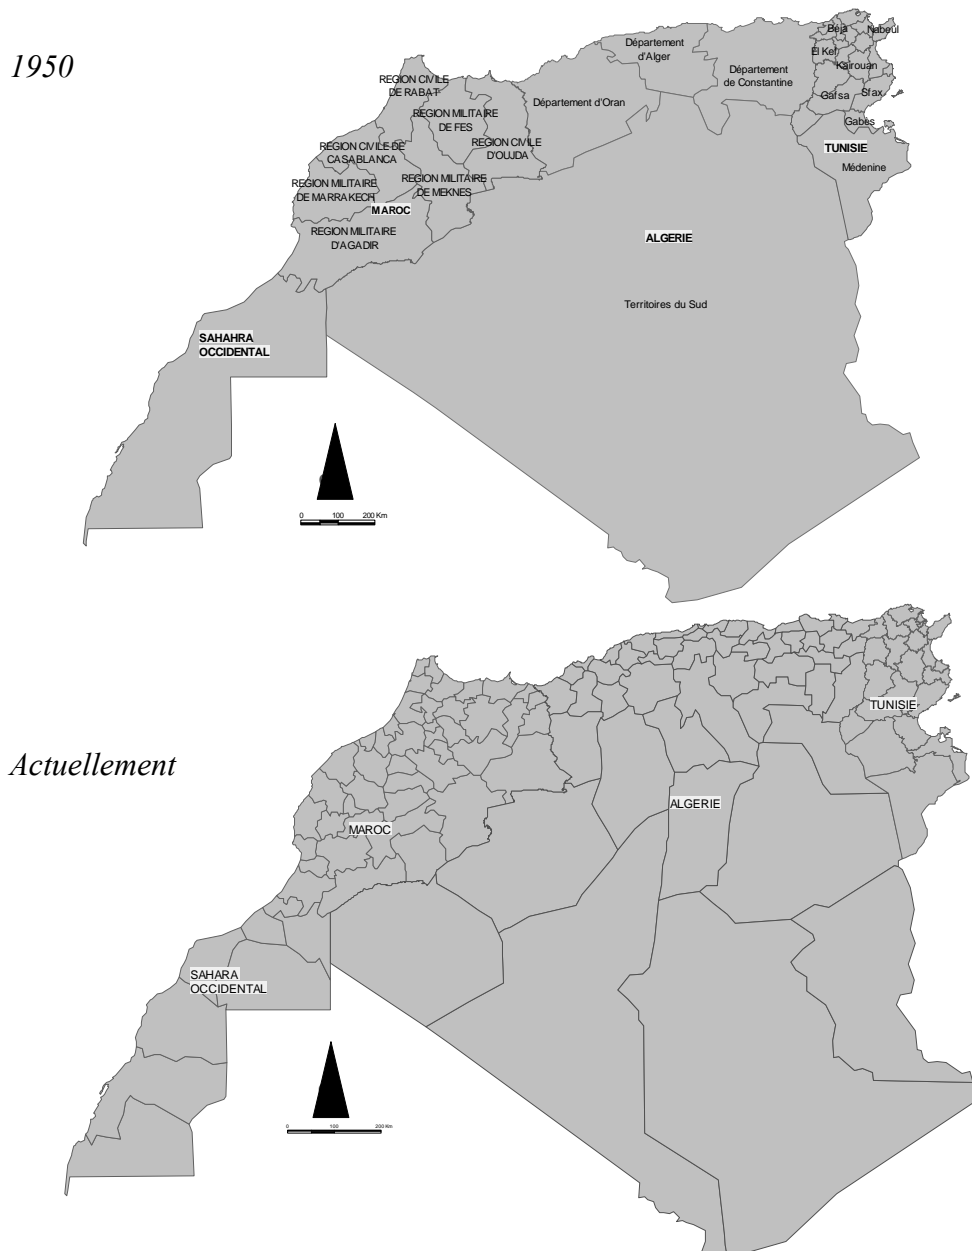 1950
Béja
Nabeul
El Kef
Kairouan
Gafsa
Sfax
Gabès
TUNISIE
Médenine
Département
d'Alger
Département
de Constantine
Département d'Oran
REGION CIVILE
DE RABAT
REGION MILITAIRE
DE FES
REGION CIVILE DE
CASABLANCA
REGION CIVILE
D'OUJDA
REGION MILITAIRE
DE MARRAKECH
REGION MILITAIRE
DE MEKNES
MAROC
REGION MILITAIRE
D'AGADIR
ALGERIE
Territoires du Sud
SAHAHRA
OCCIDENTAL
0 100 200 Km
Actuellement
TUNISIE
ALGERIE
MAROC
SAHARA
OCCIDENTAL
0 100 200 Km